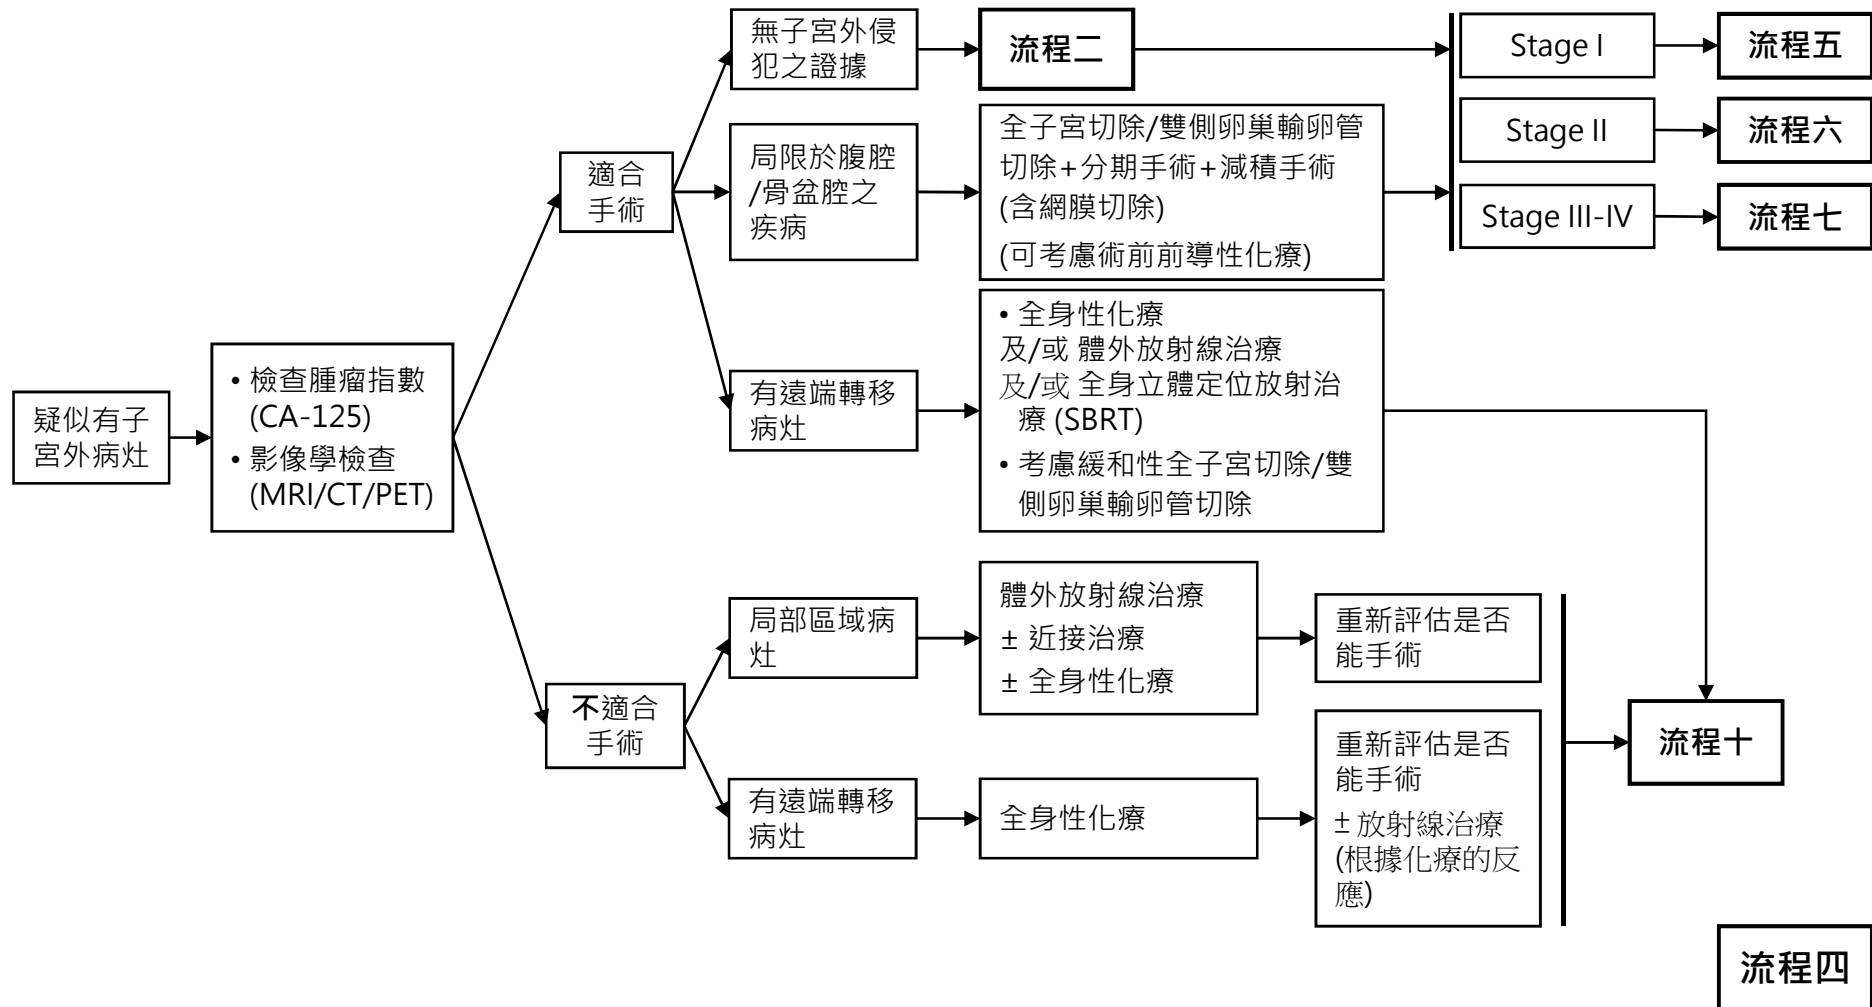 無子宮外侵
犯之證據
流程二
Stage I
流程五
Stage II
流程六
Stage III-IV
流程七
適合
手術
局限於腹腔
/骨盆腔之
疾病
全子宮切除/雙側卵巢輸卵管
切除+分期手術+減積手術
(含網膜切除)
(可考慮術前前導性化療)
疑似有子
宮外病灶
• 檢查腫瘤指數
(CA-125)
• 影像學檢查
(MRI/CT/PET)
有遠端轉移
病灶
• 全身性化療
及/或 體外放射線治療
及/或 全身立體定位放射治
療 (SBRT)
• 考慮緩和性全子宮切除/雙
側卵巢輸卵管切除
不適合
手術
局部區域病
灶
體外放射線治療
± 近接治療
± 全身性化療
重新評估是否
能手術
有遠端轉移
病灶
全身性化療
重新評估是否
能手術
± 放射線治療
(根據化療的反
應)
流程十
流程四